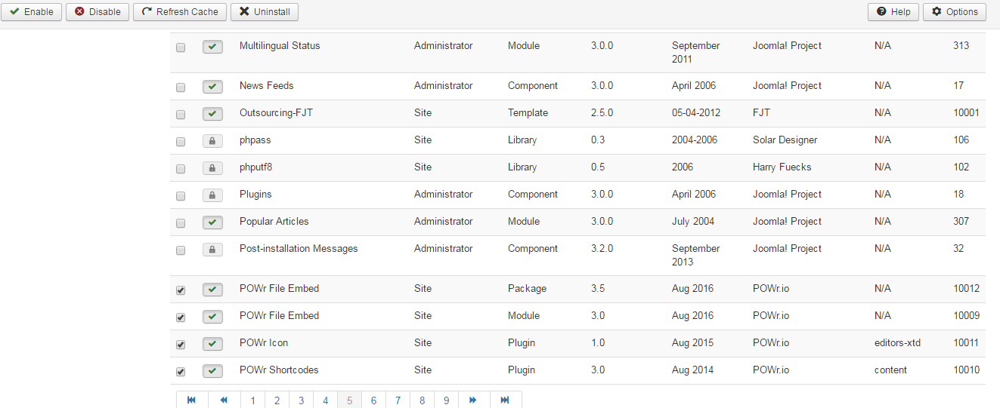 Enable Disable Refresh Cache Uninstall Help Options
Multilingual Status Administrator Module 3.0.0 September Joomla! Project N/A 313
2011
News Feeds Administrator Component 3.0.0 April 2006 Joomla! Project N/A 17
Outsourcing-FJT Site Template 2.5.0 05-04-2012 FJT N/A 10001
phpass Site Library 0.3 2004-2006 Solar Designer N/A 106
phputf8 Site Library 0.5 2006 Harry Fuecks N/A 102
Plugins Administrator Component 3.0.0 April 2006 Joomla! Project N/A 18
Popular Articles Administrator Module 3.0.0 July 2004 Joomla! Project N/A 307
Post-installation Messages Administrator Component 3.2.0 September Joomla! Project N/A 32
2013
POWr File Embed Site Package 3.5 Aug 2016 POWr.io N/A 10012
POWr File Embed Site Module 3.0 Aug 2016 POWr.io N/A 10009
POWr Icon Site Plugin 1.0 Aug 2015 POWr.io editors-xtd 10011
POWr Shortcodes Site Plugin 3.0 Aug 2014 POWr.io content 10010
1 2 3 4 5 6 7 8 9